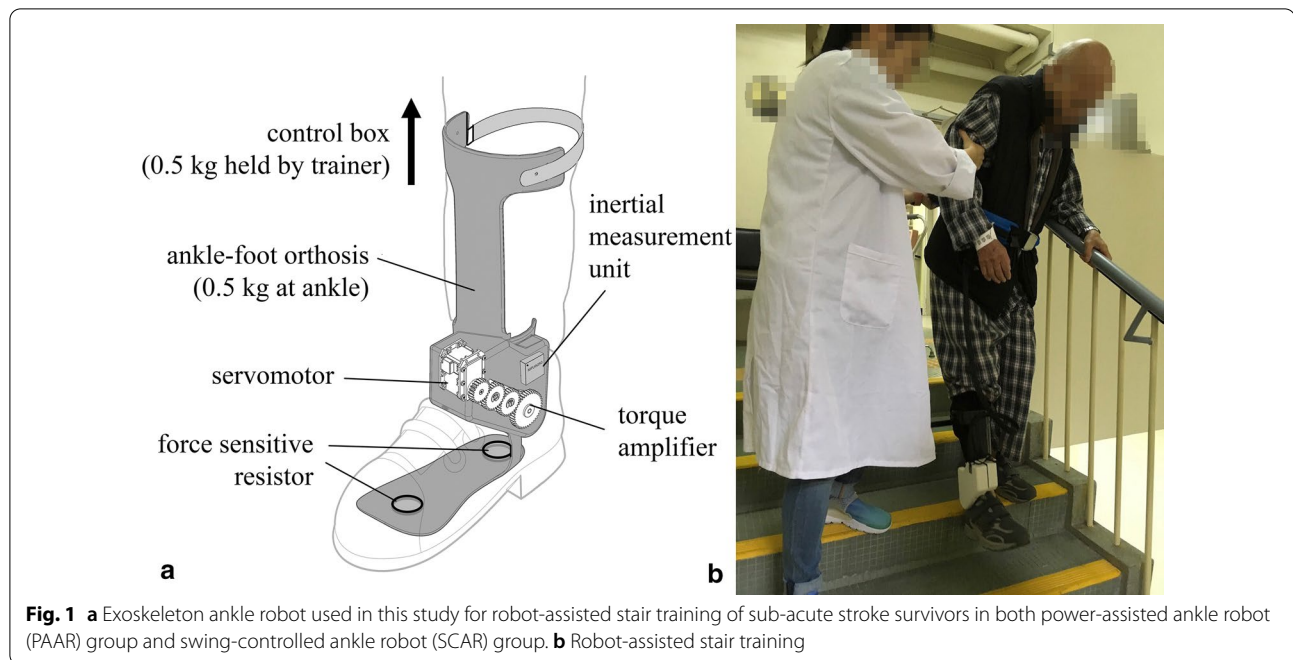 control box
(0.5 kg held by trainer)
ankle-foot orthosis
(0.5 kg at ankle)
servomotor
force sensitive
resistor
inertial
measurement
unit
torque
amplifier
a
b
Fig. 1 a Exoskeleton ankle robot used in this study for robot-assisted stair training of sub-acute stroke survivors in both power-assisted ankle robot
(PAAR) group and swing-controlled ankle robot (SCAR) group. b Robot-assisted stair training